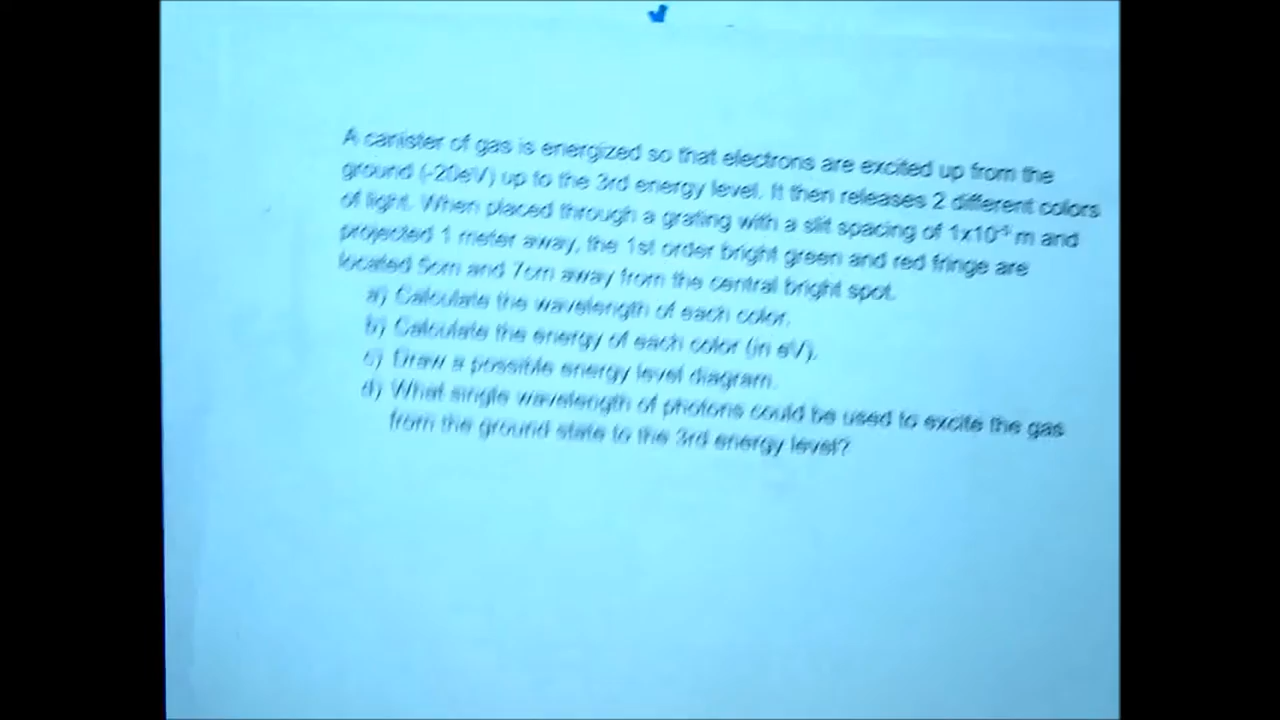 A canister of gas is energized so that electrons are excited up from the
ground (-20eV) up to the 3rd energy level. It then releases 2 different colors
of light. When placed through a grating with a slit spacing of 1x10⁻⁵ m and
projected 1 meter away, the 1st order bright green and red fringe are
located 5cm and 7cm away from the central bright spot.
a) Calculate the wavelength of each color.
b) Calculate the energy of each color (in eV).
c) Draw a possible energy level diagram.
d) What single wavelength of photons could be used to excite the gas
from the ground state to the 3rd energy level?